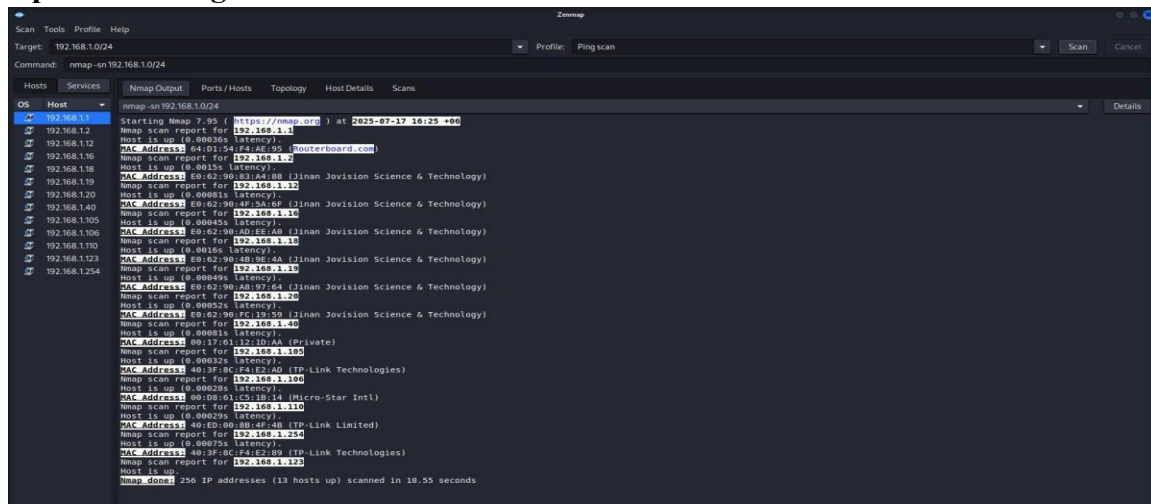 Zenmap
Scan Tools Profile Help
Target: 192.168.1.0/24 Profile: Ping scan Scan Cancel
Command: nmap -sn 192.168.1.0/24
Hosts Services Nmap Output Ports / Hosts Topology Host Details Scans
OS Host
nmap -sn 192.168.1.0/24 Details
192.168.1.1
192.168.1.2
192.168.1.12
192.168.1.16
192.168.1.18
192.168.1.19
192.168.1.20
192.168.1.40
192.168.1.105
192.168.1.106
192.168.1.110
192.168.1.123
192.168.1.254
Starting Nmap 7.95 ( https://nmap.org ) at 2025-07-17 16:25 +06
Nmap scan report for 192.168.1.1
Host is up (0.00036s latency).
MAC Address: 64:D1:54:F4:AE:95 (Routerboard.com)
Nmap scan report for 192.168.1.2
Host is up (0.0015s latency).
MAC Address: E0:62:90:83:A4:88 (Jinan Jovision Science & Technology)
Nmap scan report for 192.168.1.12
Host is up (0.00081s latency).
MAC Address: E0:62:90:4F:5A:6F (Jinan Jovision Science & Technology)
Nmap scan report for 192.168.1.16
Host is up (0.00045s latency).
MAC Address: E0:62:90:AD:EE:A0 (Jinan Jovision Science & Technology)
Nmap scan report for 192.168.1.18
Host is up (0.0016s latency).
MAC Address: E0:62:90:4B:9E:4A (Jinan Jovision Science & Technology)
Nmap scan report for 192.168.1.19
Host is up (0.00049s latency).
MAC Address: E0:62:90:A8:97:64 (Jinan Jovision Science & Technology)
Nmap scan report for 192.168.1.20
Host is up (0.00052s latency).
MAC Address: E0:62:90:FC:19:59 (Jinan Jovision Science & Technology)
Nmap scan report for 192.168.1.40
Host is up (0.00081s latency).
MAC Address: 00:17:61:12:1D:AA (Private)
Nmap scan report for 192.168.1.105
Host is up (0.00032s latency).
MAC Address: 40:3F:8C:F4:E2:AD (TP-Link Technologies)
Nmap scan report for 192.168.1.106
Host is up (0.00028s latency).
MAC Address: 00:D8:61:C5:1B:14 (Micro-Star Intl)
Nmap scan report for 192.168.1.110
Host is up (0.00029s latency).
MAC Address: 40:ED:00:8B:4F:4B (TP-Link Limited)
Nmap scan report for 192.168.1.254
Host is up (0.00075s latency).
MAC Address: 40:3F:8C:F4:E2:89 (TP-Link Technologies)
Nmap scan report for 192.168.1.123
Host is up.
Nmap done: 256 IP addresses (13 hosts up) scanned in 18.55 seconds